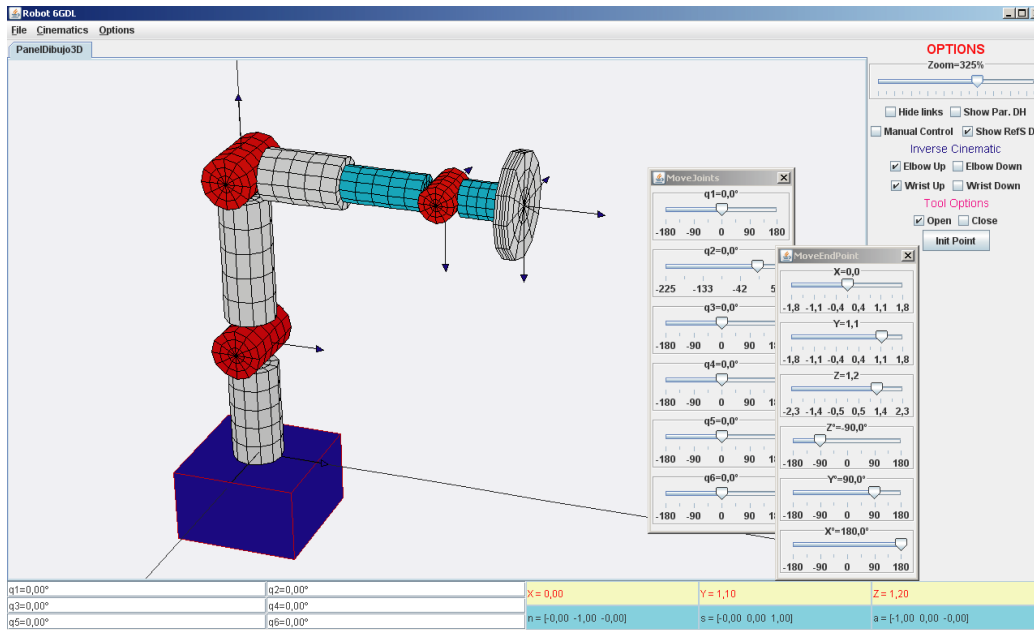 Robot 6GDL
File Cinematics Options
PanelDibujo3D
OPTIONS
Zoom=325%
Hide links Show Par. DH
Manual Control Show RefS D
Inverse Cinematic
Elbow Up Elbow Down
Wrist Up Wrist Down
Tool Options
Open Close
Init Point
MoveJoints
q1=0,0°
-180 -90 0 90 180
q2=0,0°
-225 -133 -42 5
q3=0,0°
-180 -90 0 90
q4=0,0°
-180 -90 0 90
q5=0,0°
-180 -90 0 90
q6=0,0°
-180 -90 0 90
MoveEndPoint
X=0,0
-1,8 -1,1 -0,4 0,4 1,1 1,8
Y=1,1
-1,8 -1,1 -0,4 0,4 1,1 1,8
Z=1,2
-2,3 -1,4 -0,5 0,5 1,4 2,3
Z°=-90,0°
-180 -90 0 90 180
Y°=90,0°
-180 -90 0 90 180
X°=180,0°
-180 -90 0 90 180
q1=0,00° q2=0,00°
q3=0,00° q4=0,00°
q5=0,00° q6=0,00°
X = 0,00 Y = 1,10 Z = 1,20
n = [-0,00 -1,00 -0,00] s = [-0,00 0,00 1,00] a = [-1,00 0,00 -0,00]